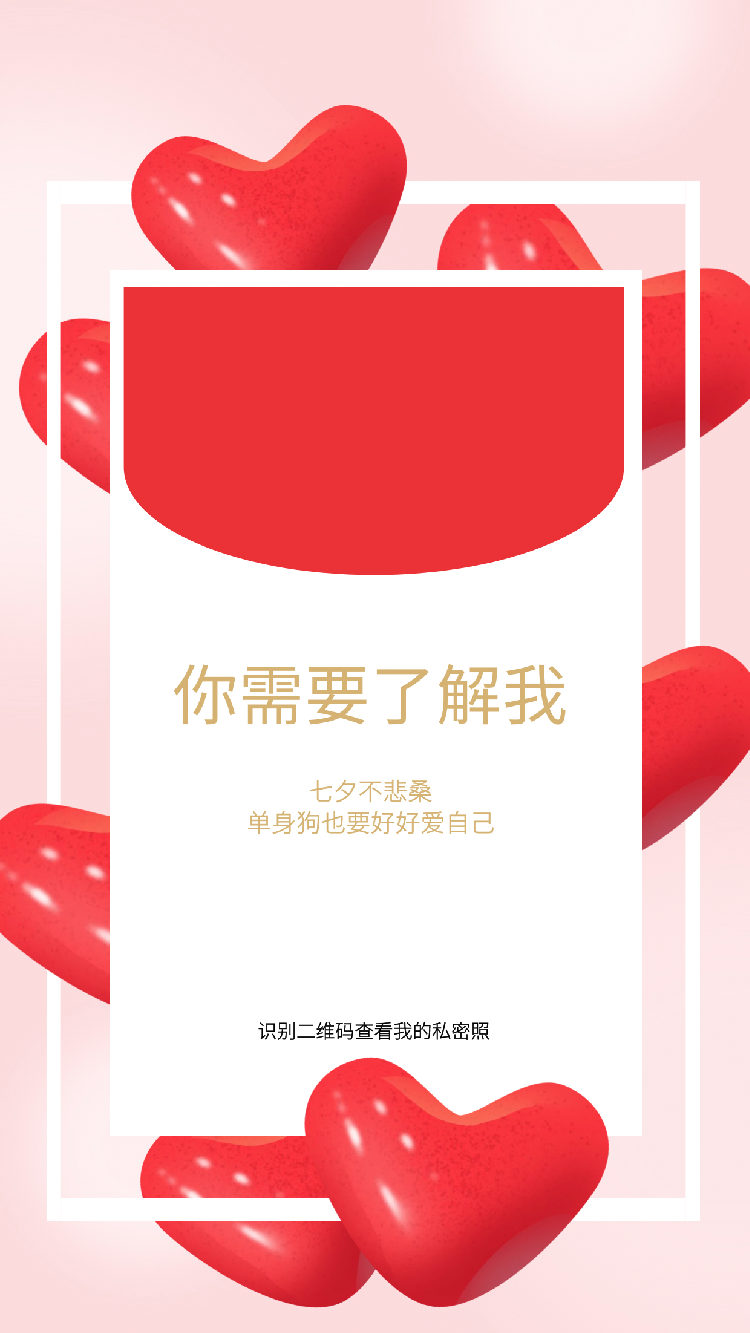 你需要了解我
七夕不悲桑
单身狗也要好好爱自己
识别二维码查看我的私密照